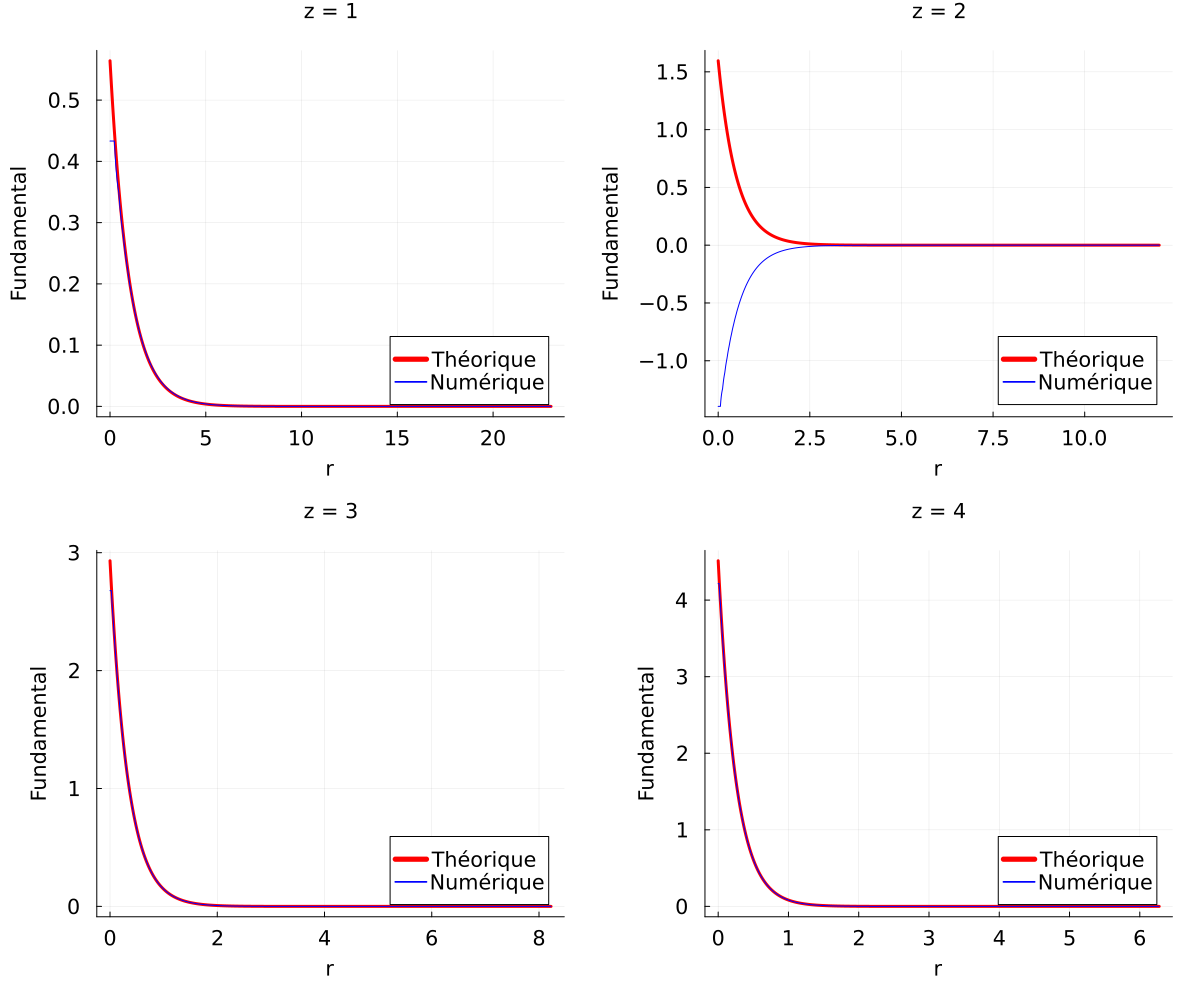 z = 1
0.5
0.4
0.3
0.2
0.1
0.0
Fundamental
0 5 10 15 20
r
Théorique
Numérique
z = 2
1.5
1.0
0.5
0.0
−0.5
−1.0
Fundamental
0.0 2.5 5.0 7.5 10.0
r
Théorique
Numérique
z = 3
3
2
1
0
Fundamental
0 2 4 6 8
r
Théorique
Numérique
z = 4
4
3
2
1
0
Fundamental
0 1 2 3 4 5 6
r
Théorique
Numérique